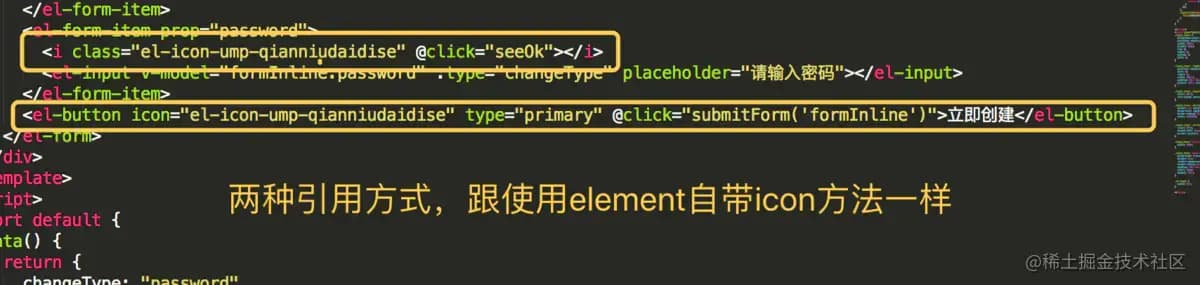 </el-form-item>
<el-form-item prop="password">
<i class="el-icon-ump-qianniudaidise" @click="seeOk"></i>
<el-input v-model="formInline.password" :type="changeType" placeholder="请输入密码"></el-input>
</el-form-item>
<el-button icon="el-icon-ump-qianniudaidise" type="primary" @click="submitForm('formInline')">立即创建</el-button>
</el-form>
/div>
emplate>
ript>
ort default {
ata() {
return {
changeType: "password"
两种引用方式，跟使用element自带icon方法一样
@稀土掘金技术社区